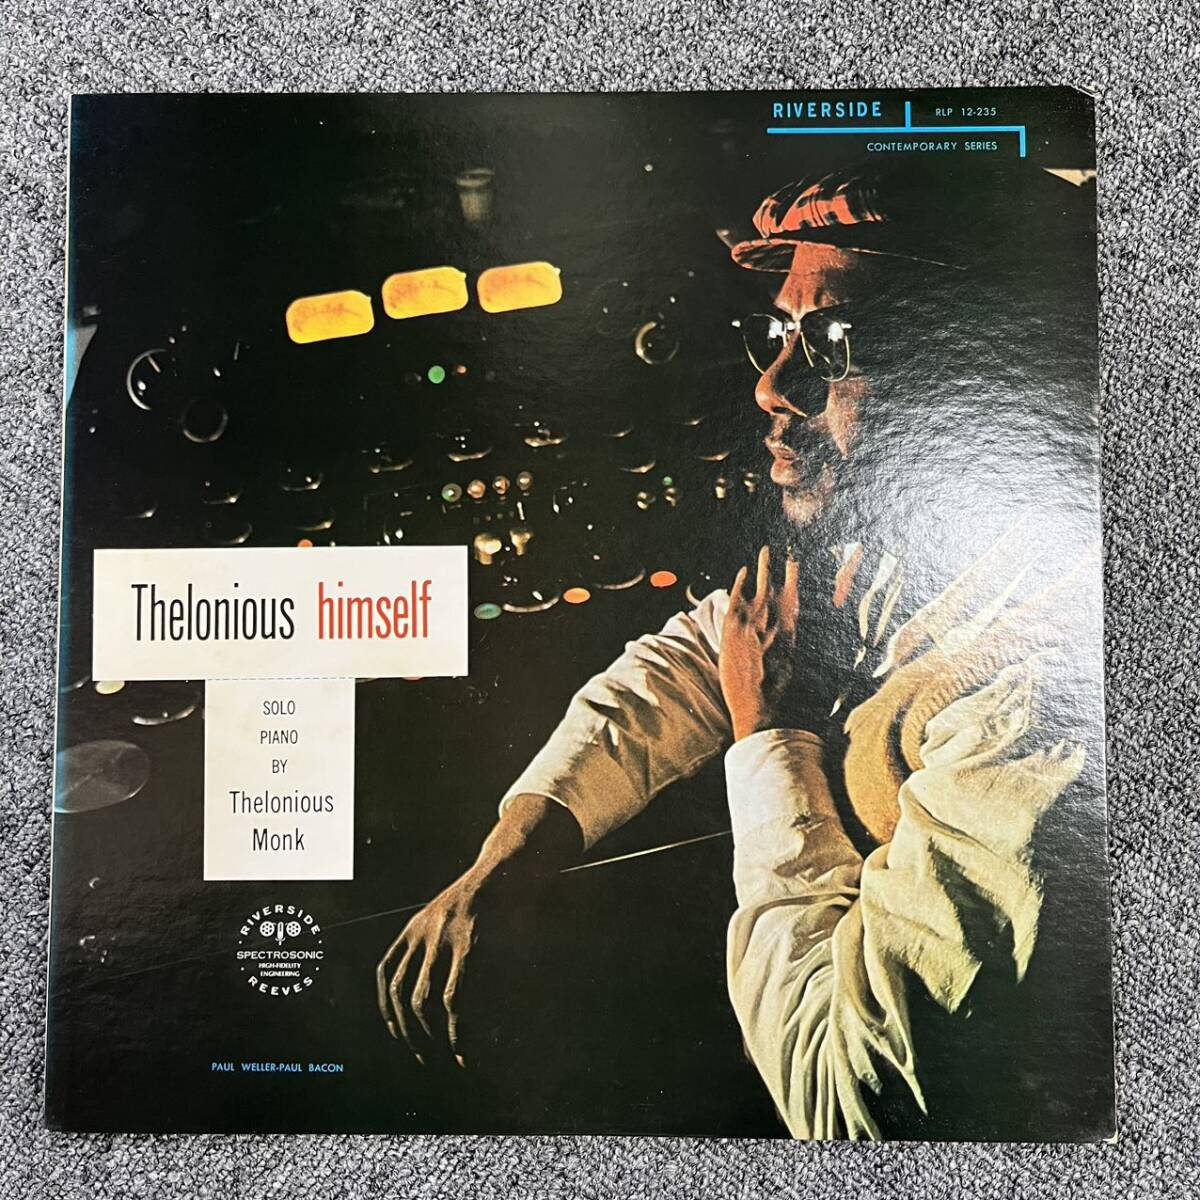 RIVERSIDE
RLP 12-235
CONTEMPORARY SERIES
Thelonious himself
SOLO
PIANO
BY
Thelonious
Monk
RIVERSIDE
SPECTROSONIC
HIGH-FIDELITY
ENGINEERING
REEVES
PAUL WELLER-PAUL BACON